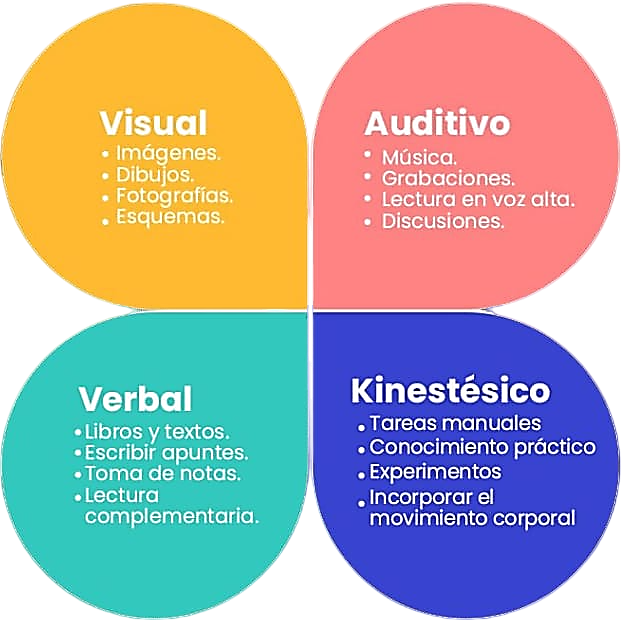 Visual
• Imágenes.
• Dibujos.
• Fotografías.
• Esquemas.
Auditivo
• Música.
• Grabaciones.
• Lectura en voz alta.
• Discusiones.
Verbal
• Libros y textos.
• Escribir apuntes.
• Toma de notas.
• Lectura
complementaria.
Kinestésico
• Tareas manuales
• Conocimiento práctico
• Experimentos
• Incorporar el
movimiento corporal